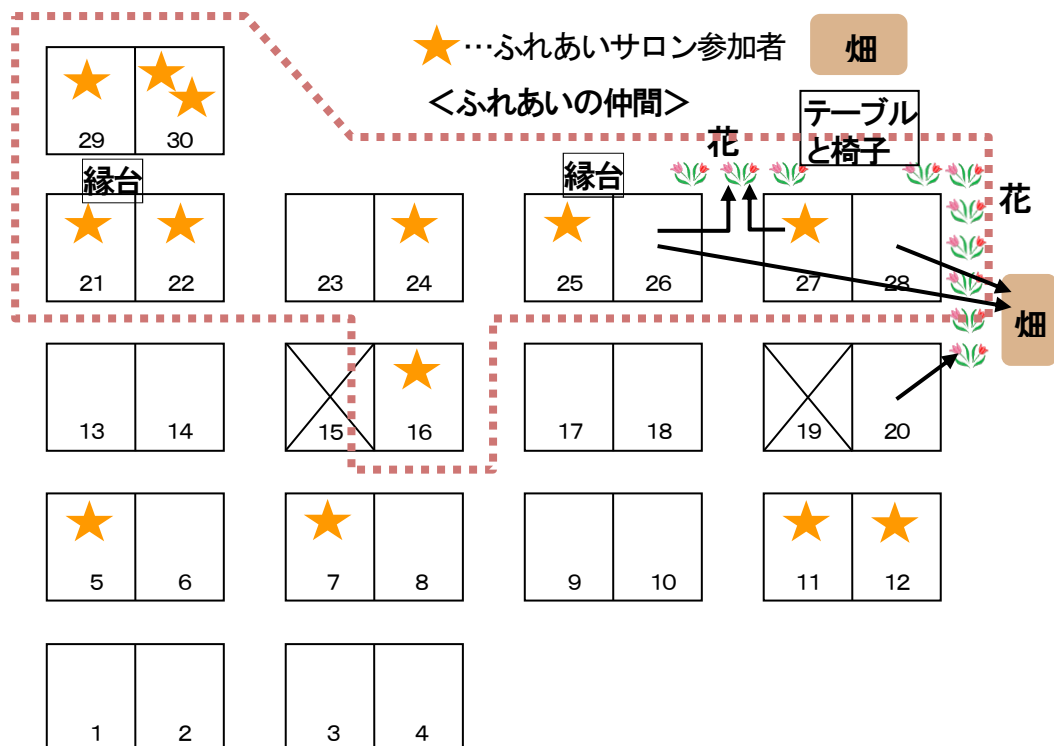 ★…ふれあいサロン参加者
畑
＜ふれあいの仲間＞
テーブル
と椅子
花
29 30
縁台
縁台
花
21 22 23 24 25 26 27 28
畑
13 14 15 16 17 18 19 20
5 6 7 8 9 10 11 12
1 2 3 4